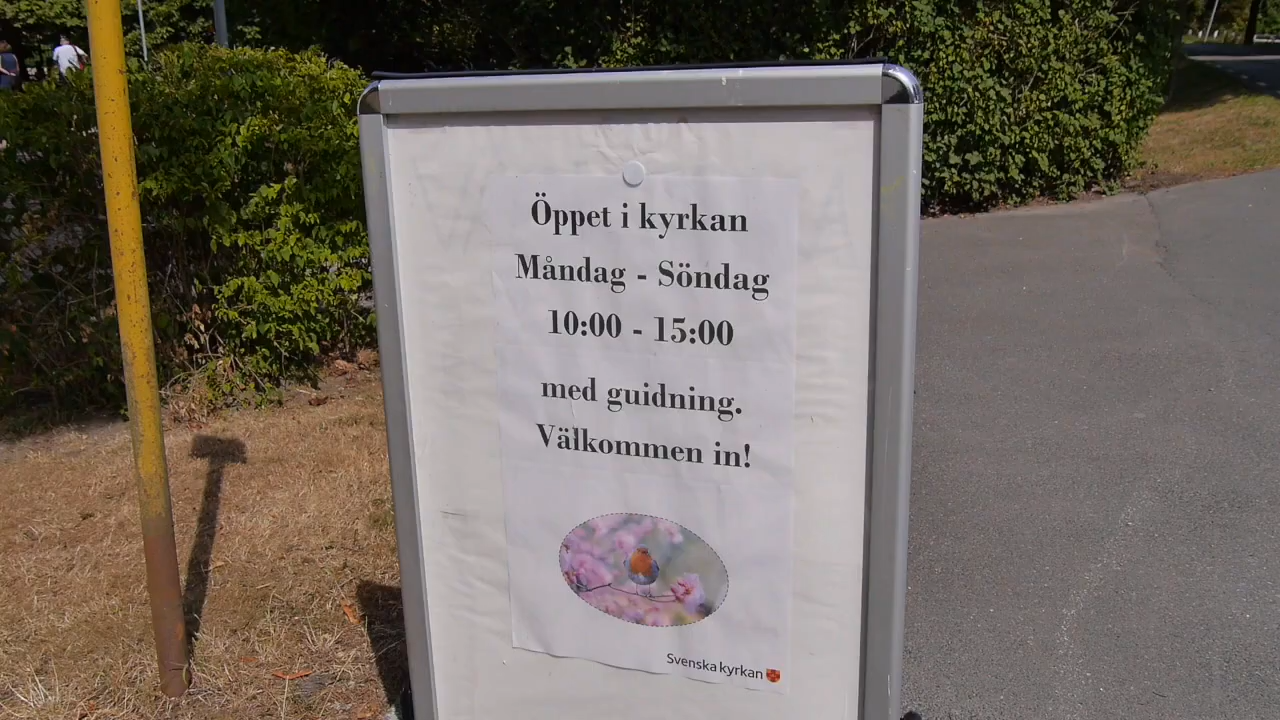 Öppet i kyrkan
Måndag - Söndag
10:00 - 15:00
med guidning.
Välkommen in!
Svenska kyrkan